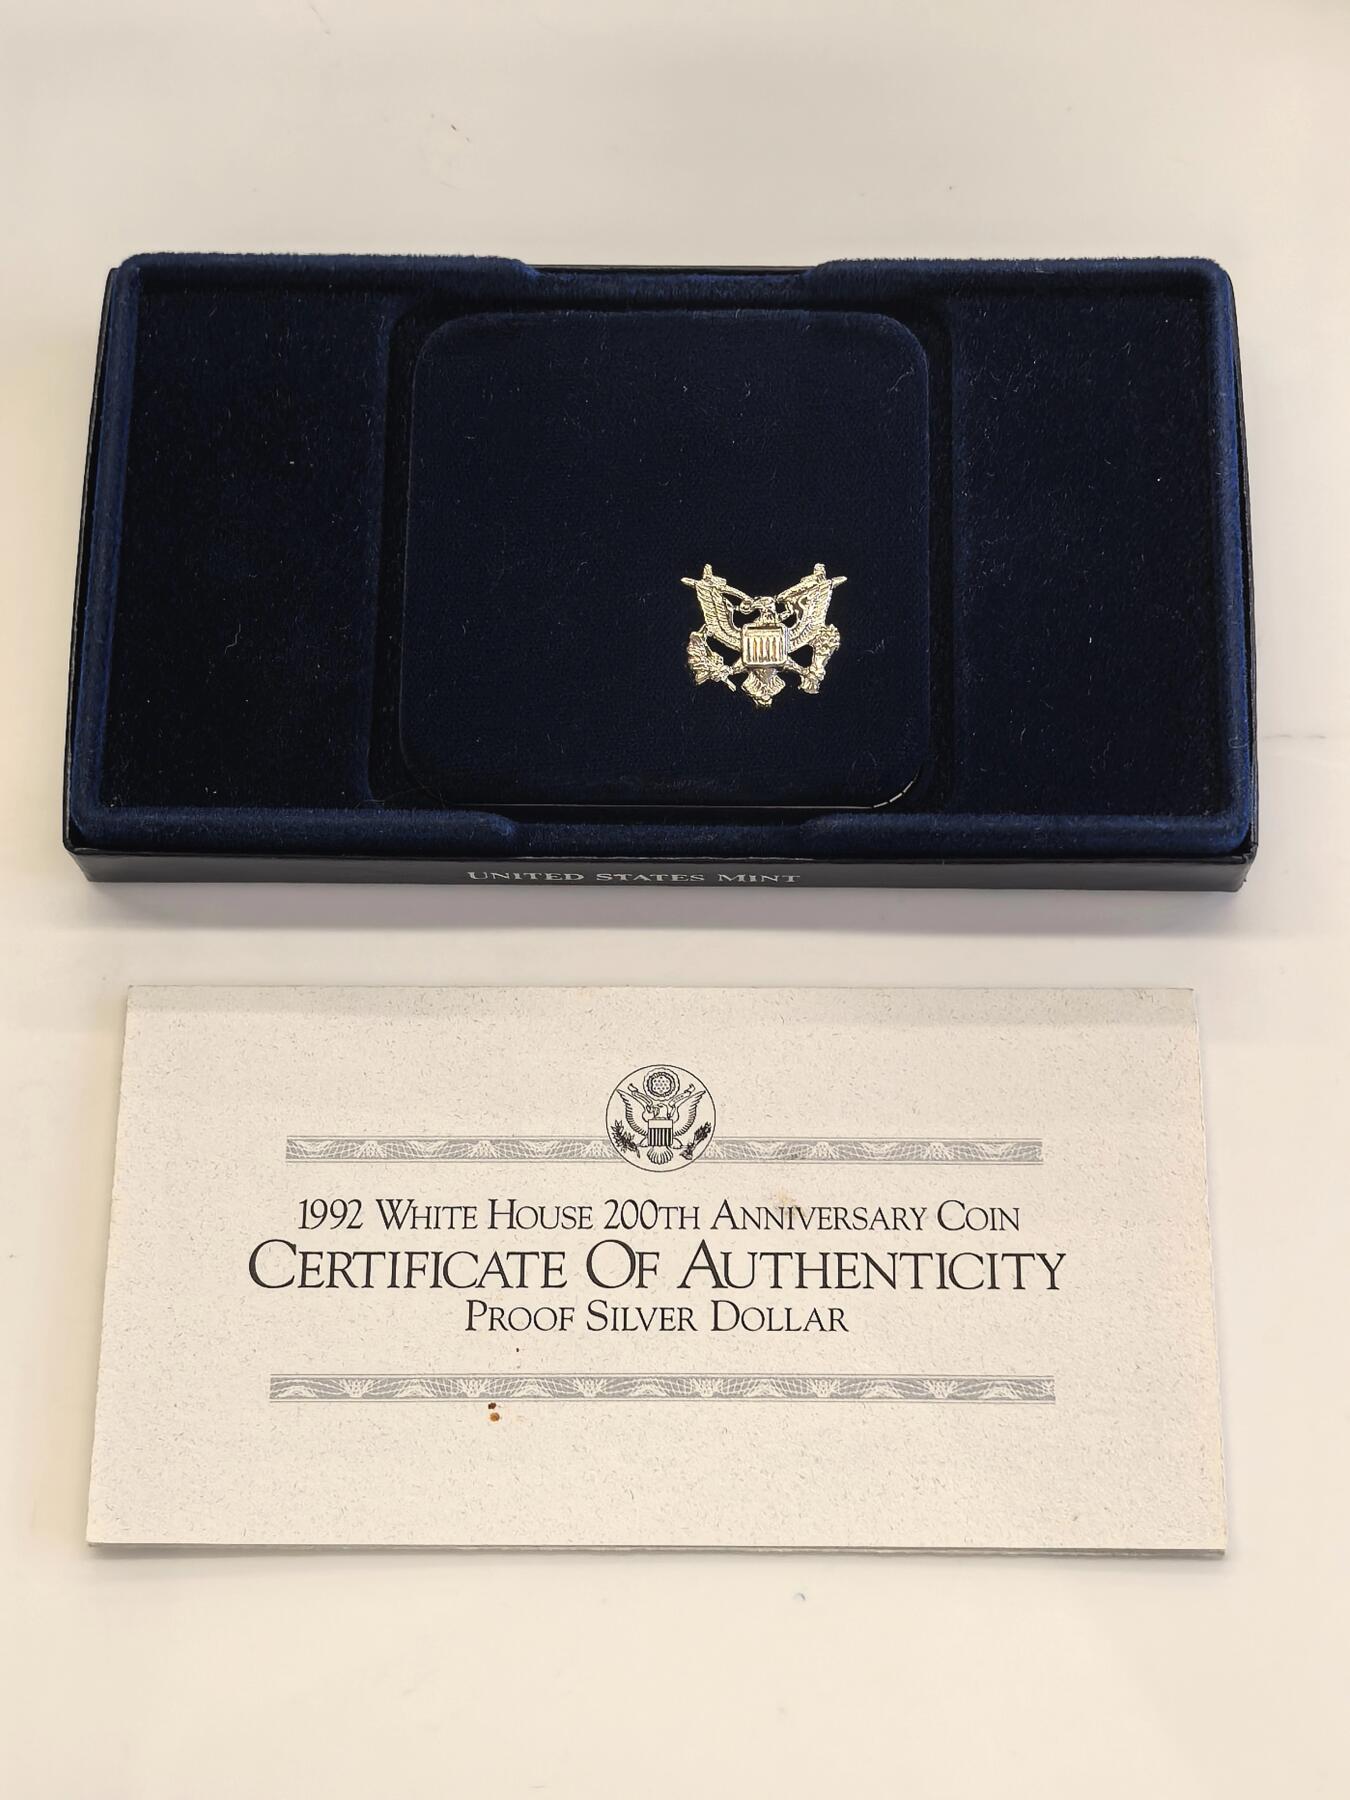 UNITED STATES MINT
1992 WHITE HOUSE 200TH ANNIVERSARY COIN
CERTIFICATE OF AUTHENTICITY
PROOF SILVER DOLLAR